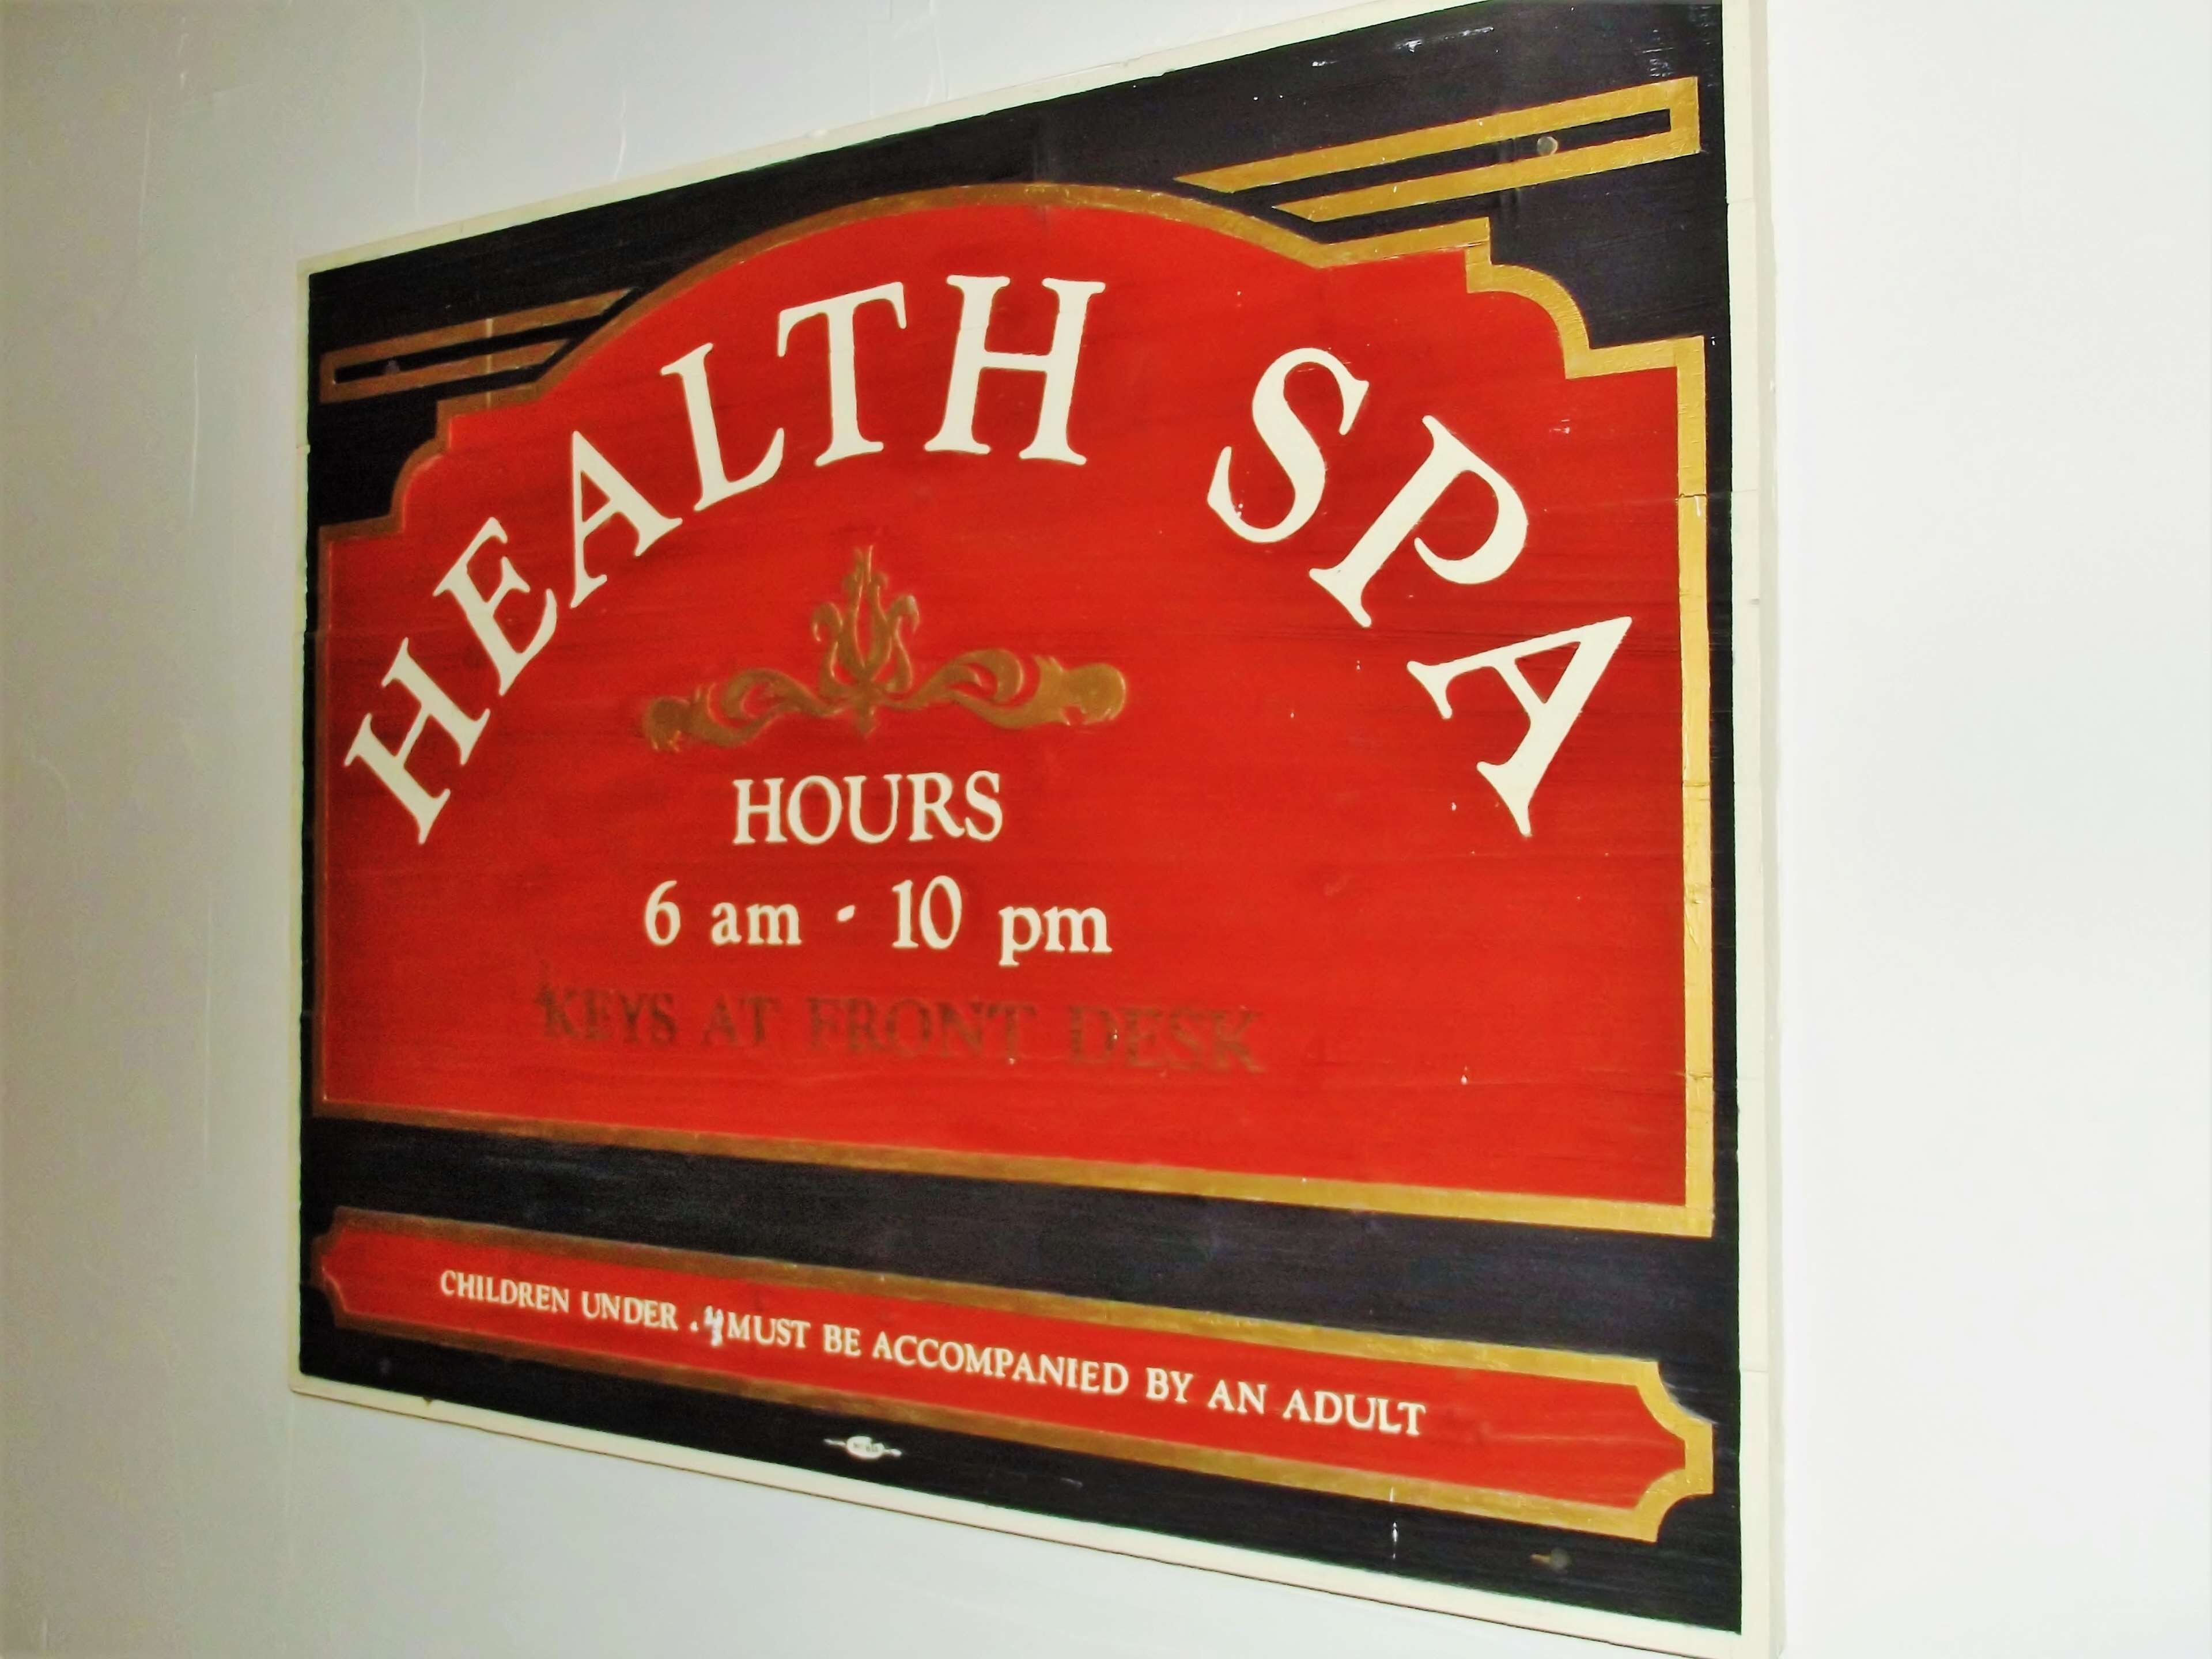 HEALTH SPA
HOURS
6 am - 10 pm
KEYS AT FRONT DESK
CHILDREN UNDER MUST BE ACCOMPANIED BY AN ADULT